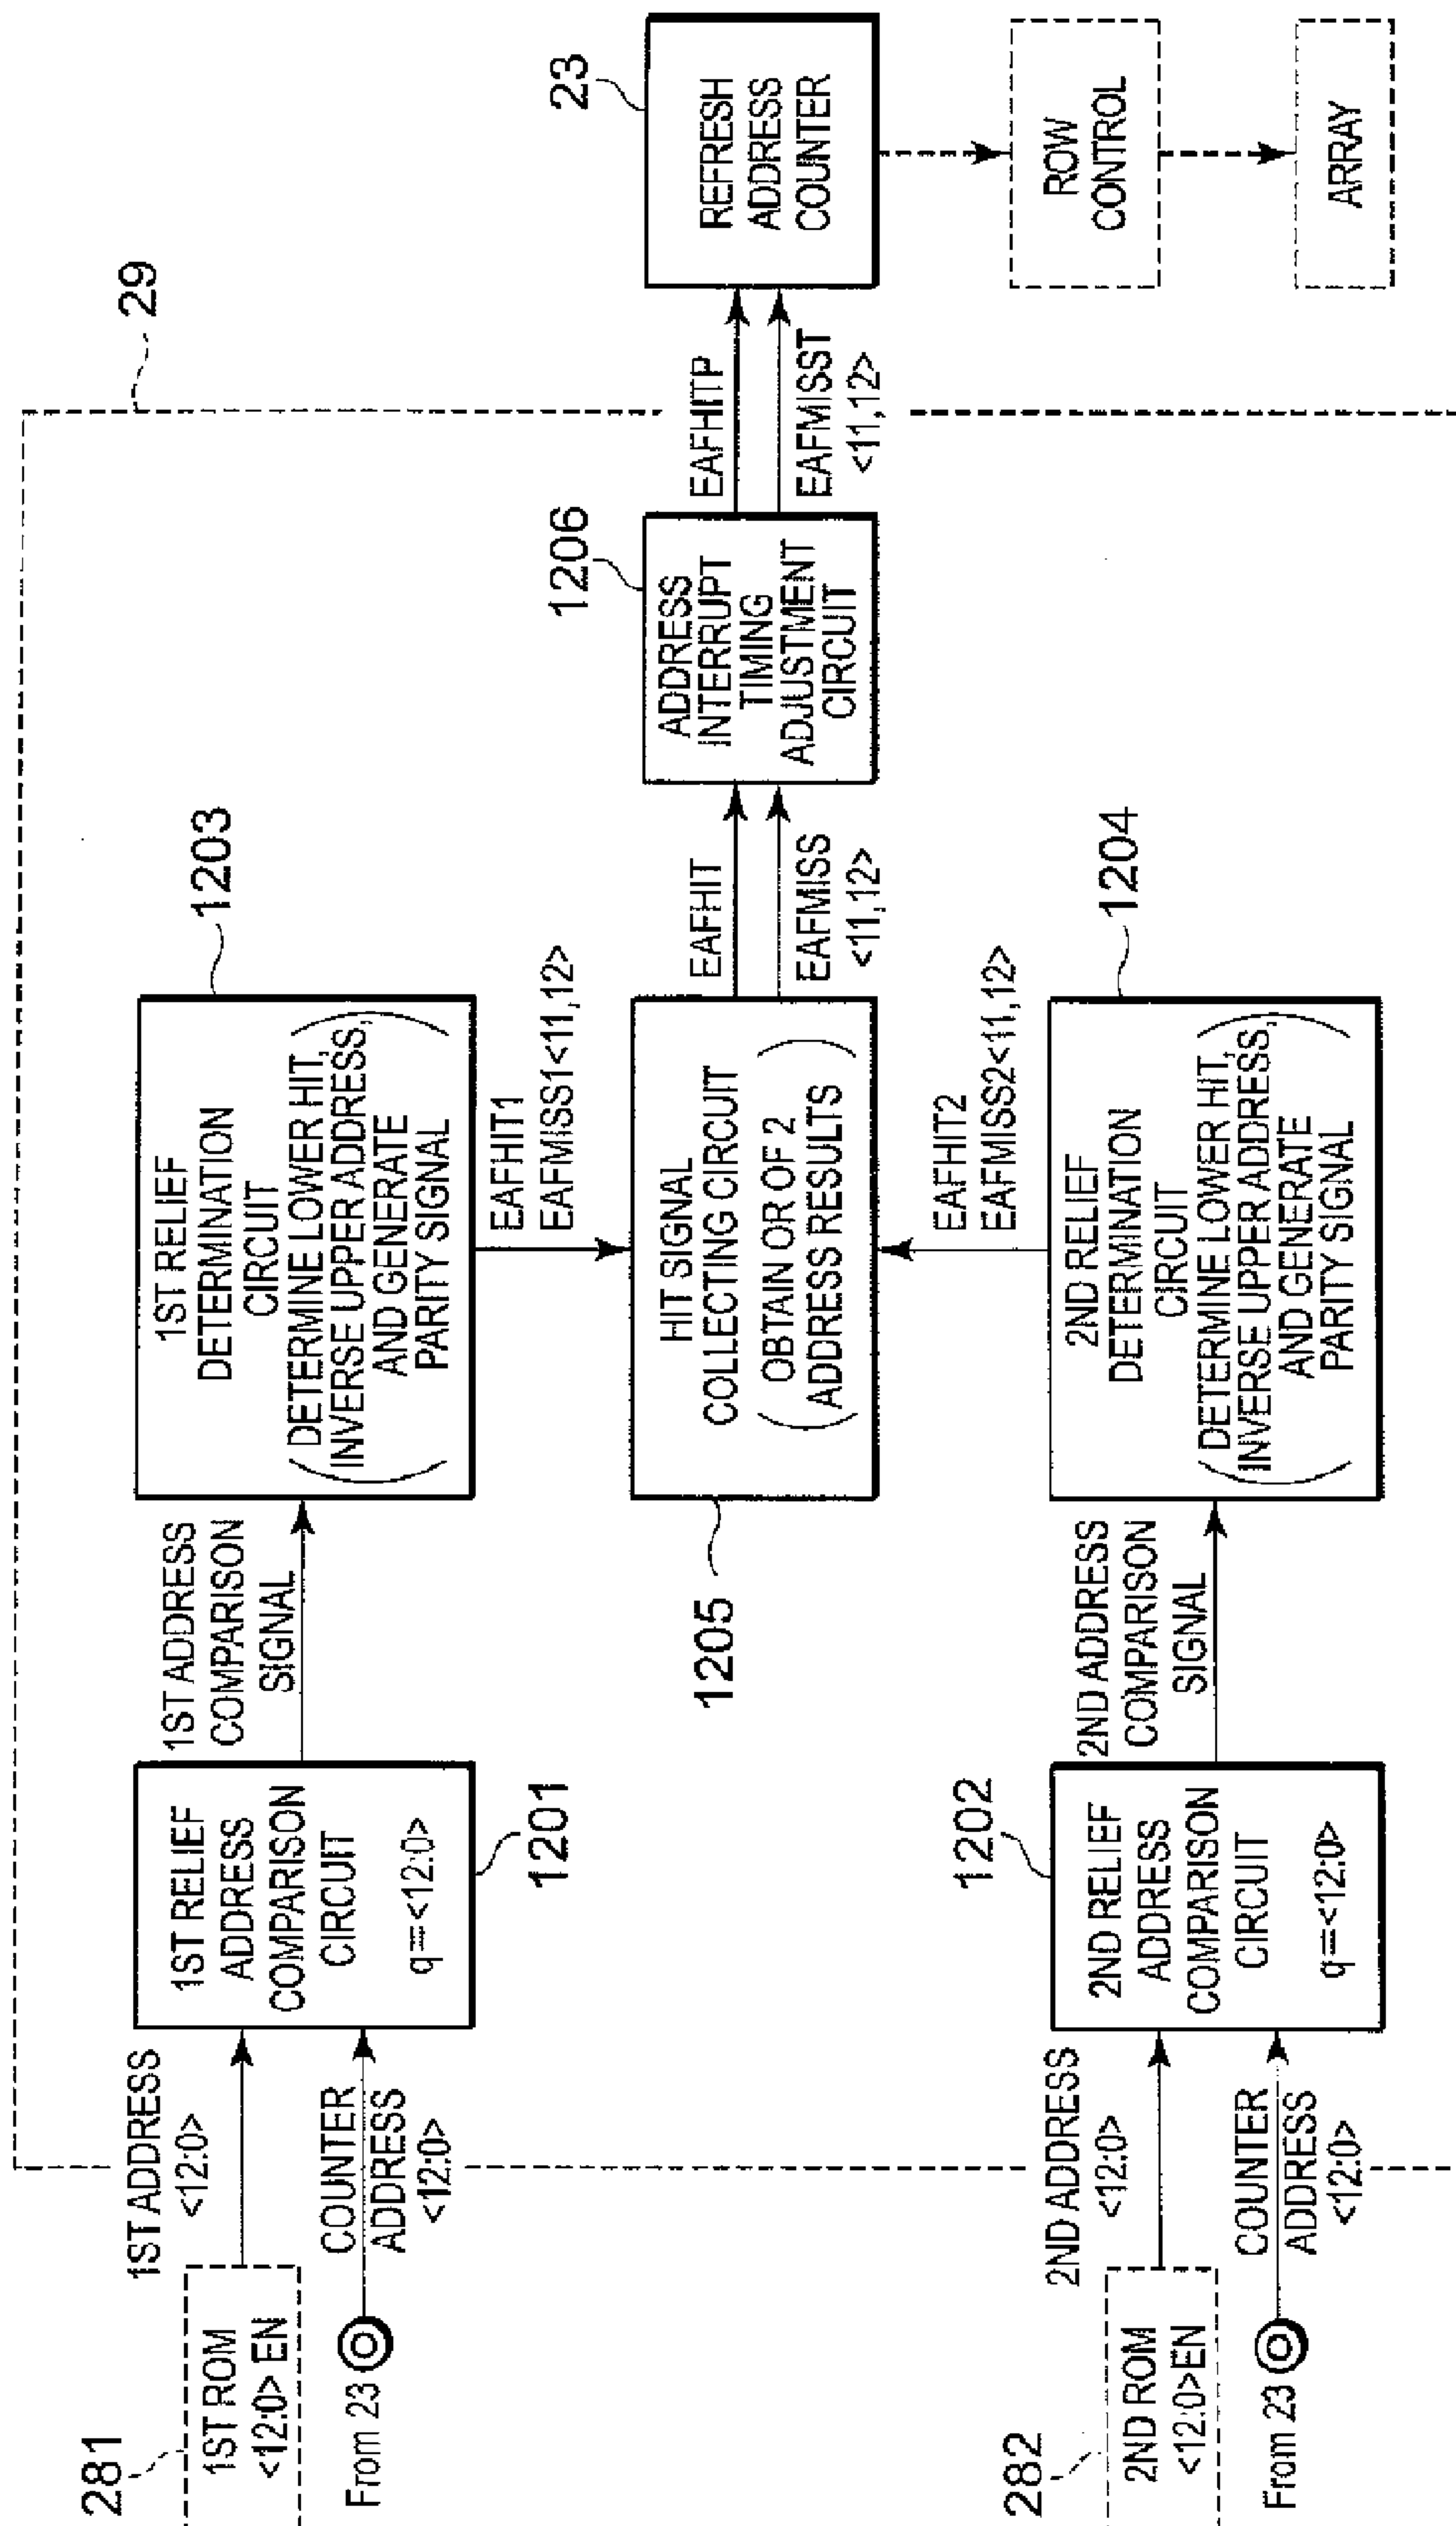 29
281
1ST ROM
<12:0> EN
From 23
1ST ADDRESS
<12:0>
COUNTER
ADDRESS
<12:0>
1ST RELIEF
ADDRESS
COMPARISON
CIRCUIT
q=<12:0>
1201
1ST ADDRESS
COMPARISON
SIGNAL
1ST RELIEF
DETERMINATION
CIRCUIT
DETERMINE LOWER HIT,
INVERSE UPPER ADDRESS,
AND GENERATE
PARITY SIGNAL
1203
EAFHIT1
EAFMISS1<11,12>
1205
HIT SIGNAL
COLLECTING CIRCUIT
OBTAIN OR OF 2
ADDRESS RESULTS
EAFHIT
EAFMISS
<11,12>
1206
ADDRESS
INTERRUPT
TIMING
ADJUSTMENT
CIRCUIT
EAFHITP
EAFMISST
<11,12>
23
REFRESH
ADDRESS
COUNTER
ROW
CONTROL
ARRAY
282
2ND ROM
<12:0>EN
From 23
2ND ADDRESS
<12:0>
COUNTER
ADDRESS
<12:0>
1202
2ND RELIEF
ADDRESS
COMPARISON
CIRCUIT
q=<12:0>
2ND ADDRESS
COMPARISON
SIGNAL
EAFHIT2
EAFMISS2<11,12>
1204
2ND RELIEF
DETERMINATION
CIRCUIT
DETERMINE LOWER HIT,
INVERSE UPPER ADDRESS,
AND GENERATE
PARITY SIGNAL